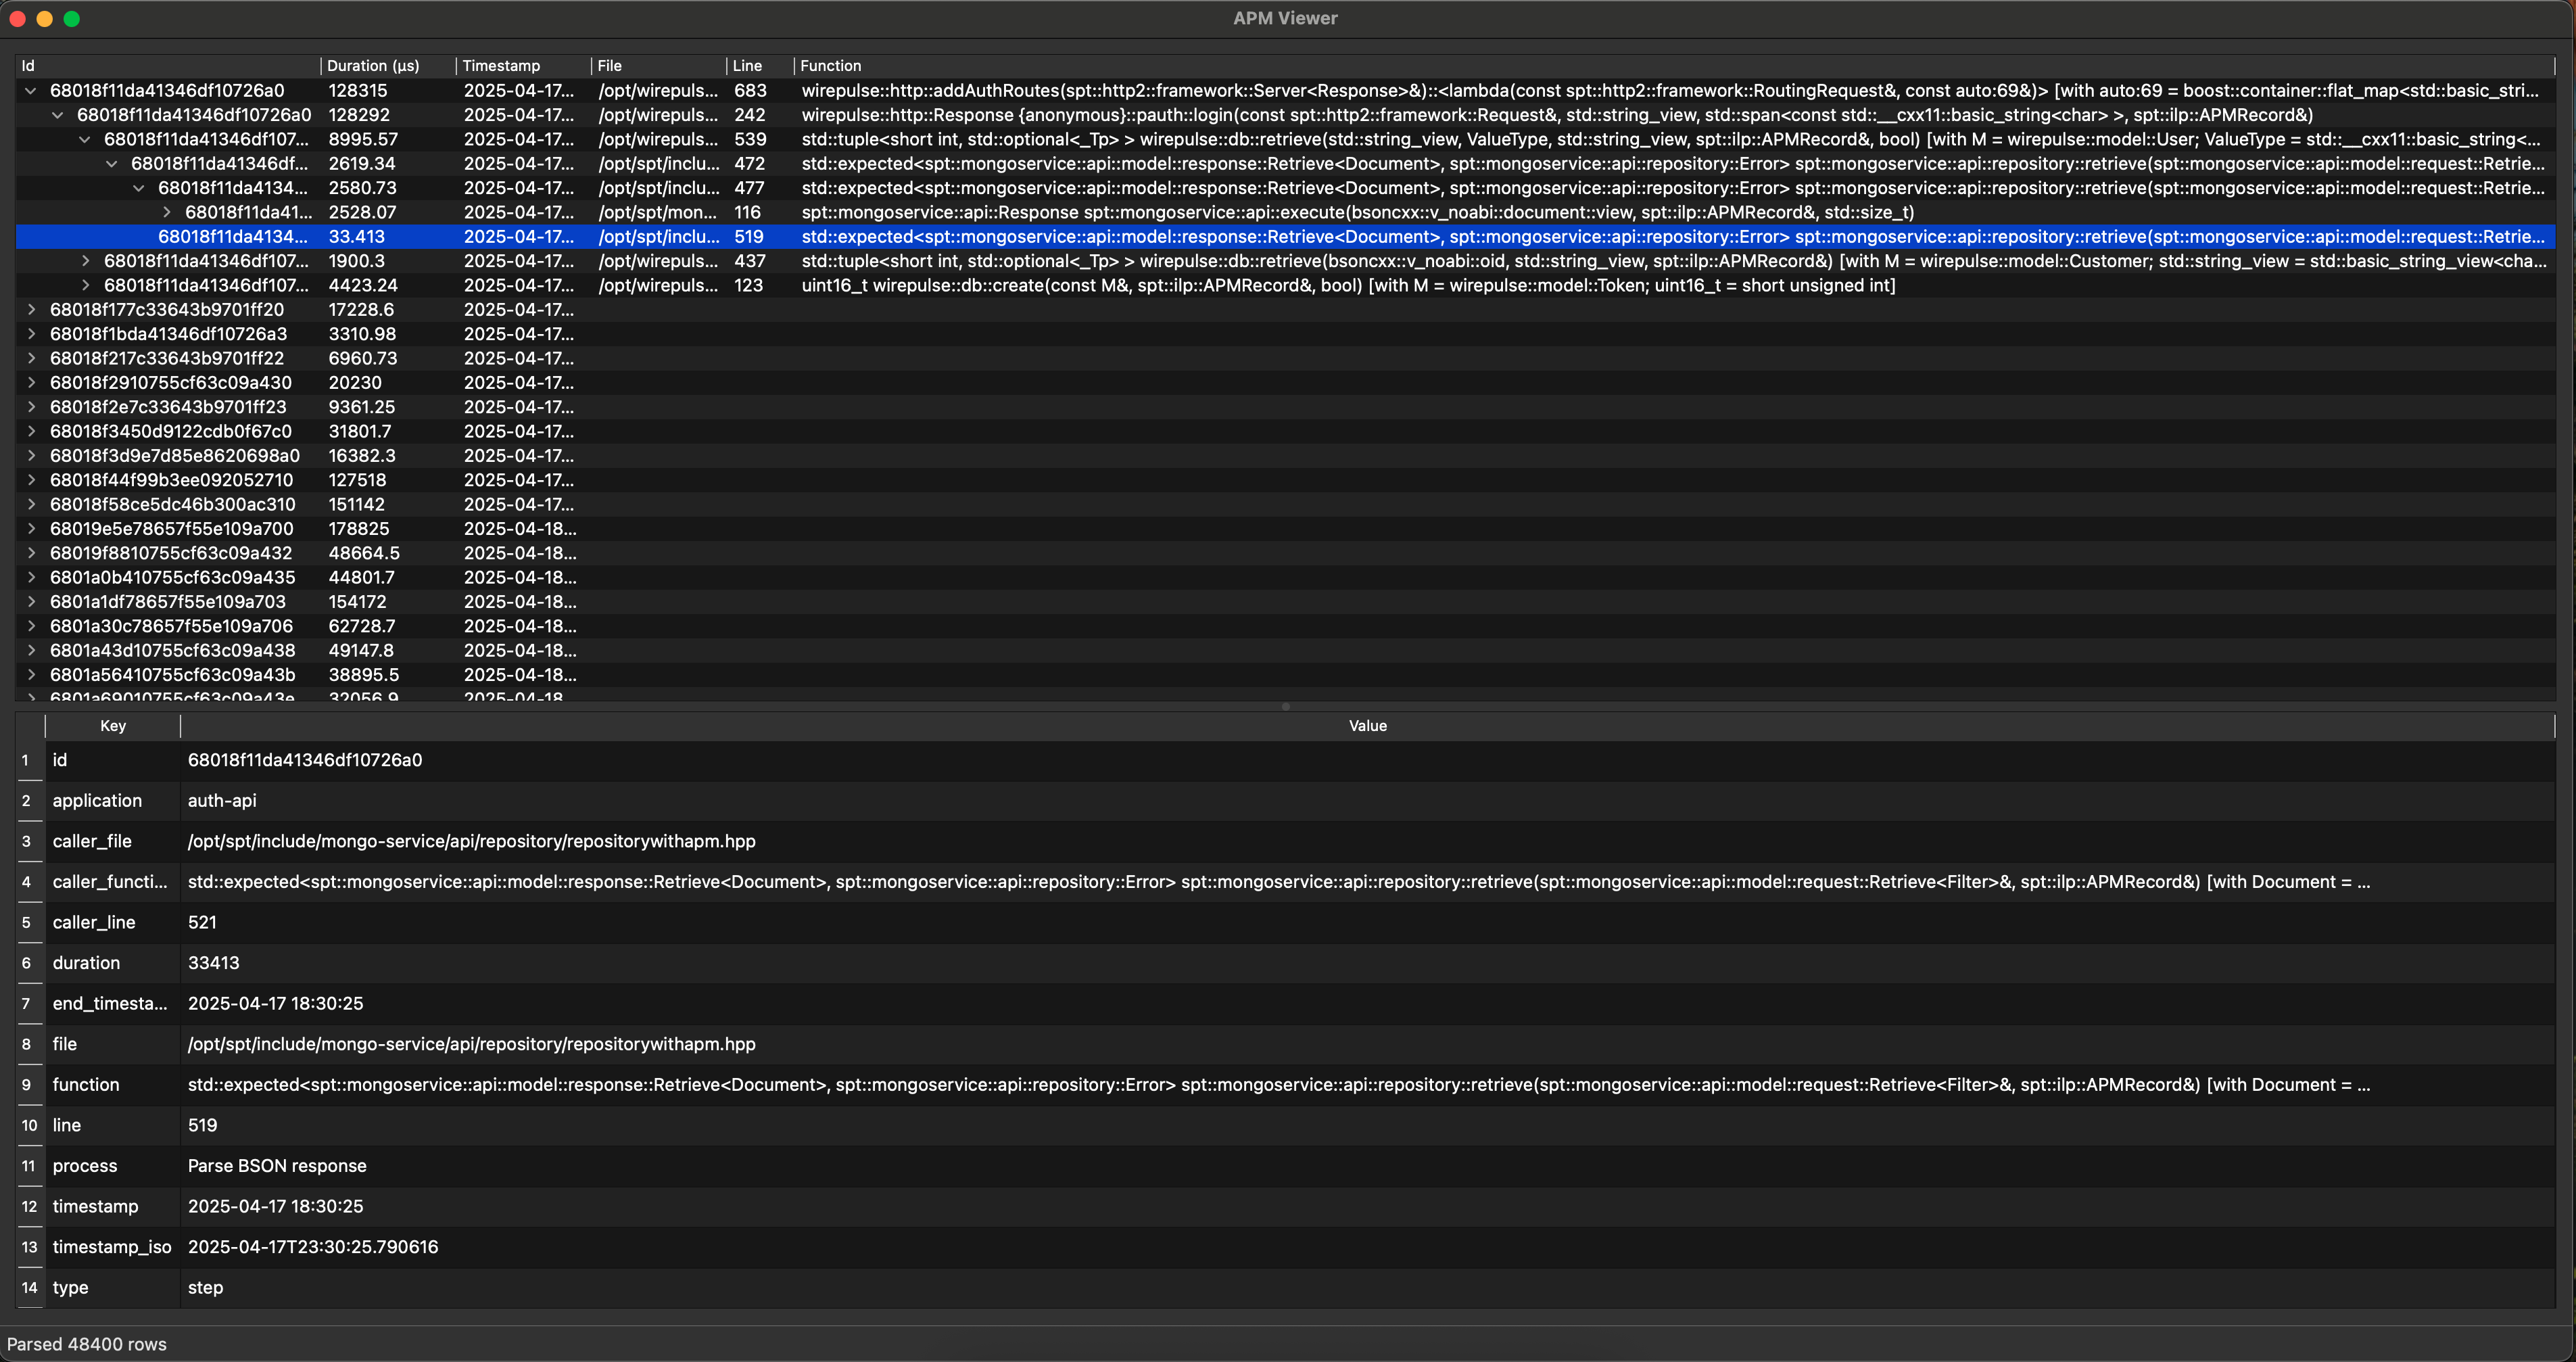 APM Viewer
Id Duration (µs) Timestamp File Line Function
68018f11da41346df10726a0 128315 2025-04-17... /opt/wirepuls... 683 wirepulse::http::addAuthRoutes(spt::http2::framework::Server<Response>&)::<lambda(const spt::http2::framework::RoutingRequest&, const auto:69&)> [with auto:69 = boost::container::flat_map<std::basic_stri...
68018f11da41346df10726a0 128292 2025-04-17... /opt/wirepuls... 242 wirepulse::http::Response {anonymous}::pauth::login(const spt::http2::framework::Request&, std::string_view, std::span<const std::__cxx11::basic_string<char> >, spt::ilp::APMRecord&)
68018f11da41346df107... 8995.57 2025-04-17... /opt/wirepuls... 539 std::tuple<short int, std::optional<_Tp> > wirepulse::db::retrieve(std::string_view, ValueType, std::string_view, spt::ilp::APMRecord&, bool) [with M = wirepulse::model::User; ValueType = std::__cxx11::basic_string<...
68018f11da41346df... 2619.34 2025-04-17... /opt/spt/inclu... 472 std::expected<spt::mongoservice::api::model::response::Retrieve<Document>, spt::mongoservice::api::repository::Error> spt::mongoservice::api::repository::retrieve(spt::mongoservice::api::model::request::Retrie...
68018f11da4134... 2580.73 2025-04-17... /opt/spt/inclu... 477 std::expected<spt::mongoservice::api::model::response::Retrieve<Document>, spt::mongoservice::api::repository::Error> spt::mongoservice::api::repository::retrieve(spt::mongoservice::api::model::request::Retrie...
68018f11da41... 2528.07 2025-04-17... /opt/spt/mon... 116 spt::mongoservice::api::Response spt::mongoservice::api::execute(bsoncxx::v_noabi::document::view, spt::ilp::APMRecord&, std::size_t)
68018f11da4134... 33.413 2025-04-17... /opt/spt/inclu... 519 std::expected<spt::mongoservice::api::model::response::Retrieve<Document>, spt::mongoservice::api::repository::Error> spt::mongoservice::api::repository::retrieve(spt::mongoservice::api::model::request::Retrie...
68018f11da41346df107... 1900.3 2025-04-17... /opt/wirepuls... 437 std::tuple<short int, std::optional<_Tp> > wirepulse::db::retrieve(bsoncxx::v_noabi::oid, std::string_view, spt::ilp::APMRecord&) [with M = wirepulse::model::Customer; std::string_view = std::basic_string_view<cha...
68018f11da41346df107... 4423.24 2025-04-17... /opt/wirepuls... 123 uint16_t wirepulse::db::create(const M&, spt::ilp::APMRecord&, bool) [with M = wirepulse::model::Token; uint16_t = short unsigned int]
68018f177c33643b9701ff20 17228.6 2025-04-17...
68018f1bda41346df10726a3 3310.98 2025-04-17...
68018f217c33643b9701ff22 6960.73 2025-04-17...
68018f2910755cf63c09a430 20230 2025-04-17...
68018f2e7c33643b9701ff23 9361.25 2025-04-17...
68018f3450d9122cdb0f67c0 31801.7 2025-04-17...
68018f3d9e7d85e8620698a0 16382.3 2025-04-17...
68018f44f99b3ee092052710 127518 2025-04-17...
68018f58ce5dc46b300ac310 151142 2025-04-17...
68019e5e78657f55e109a700 178825 2025-04-18...
68019f8810755cf63c09a432 48664.5 2025-04-18...
6801a0b410755cf63c09a435 44801.7 2025-04-18...
6801a1df78657f55e109a703 154172 2025-04-18...
6801a30c78657f55e109a706 62728.7 2025-04-18...
6801a43d10755cf63c09a438 49147.8 2025-04-18...
6801a56410755cf63c09a43b 38895.5 2025-04-18...
6801a69010755cf63c09a43e 32056.9 2025-04-18
Key Value
1 id 68018f11da41346df10726a0
2 application auth-api
3 caller_file /opt/spt/include/mongo-service/api/repository/repositorywithapm.hpp
4 caller_functi... std::expected<spt::mongoservice::api::model::response::Retrieve<Document>, spt::mongoservice::api::repository::Error> spt::mongoservice::api::repository::retrieve(spt::mongoservice::api::model::request::Retrieve<Filter>&, spt::ilp::APMRecord&) [with Document = ...
5 caller_line 521
6 duration 33413
7 end_timesta... 2025-04-17 18:30:25
8 file /opt/spt/include/mongo-service/api/repository/repositorywithapm.hpp
9 function std::expected<spt::mongoservice::api::model::response::Retrieve<Document>, spt::mongoservice::api::repository::Error> spt::mongoservice::api::repository::retrieve(spt::mongoservice::api::model::request::Retrieve<Filter>&, spt::ilp::APMRecord&) [with Document = ...
10 line 519
11 process Parse BSON response
12 timestamp 2025-04-17 18:30:25
13 timestamp_iso 2025-04-17T23:30:25.790616
14 type step
Parsed 48400 rows